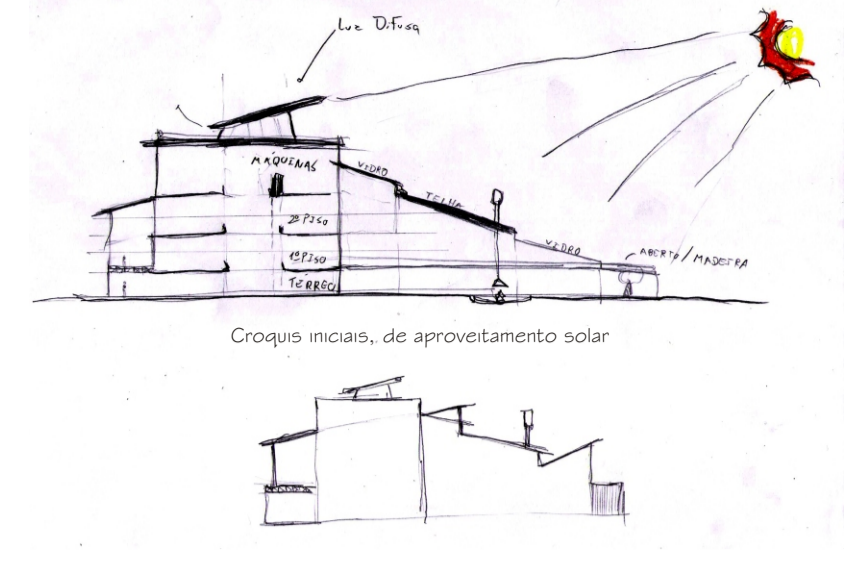 Luz Difusa
MÁQUINAS
VIDRO
TELHA
2º PISO
VIDRO
ABERTO/MADEIRA
1º PISO
TÉRREO
Croquis iniciais, de aproveitamento solar